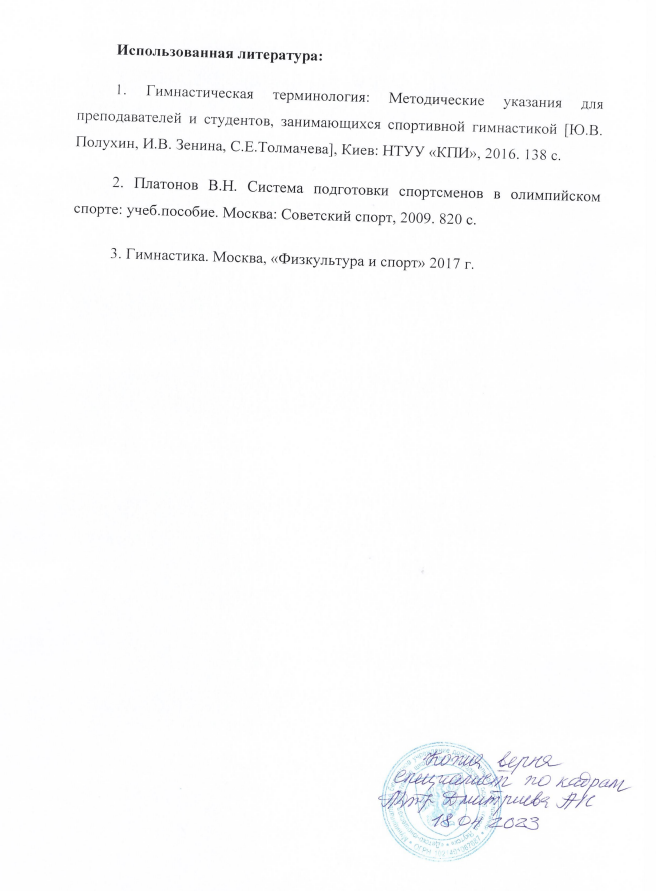 Использованная литература:
1. Гимнастическая терминология: Методические указания для
преподавателей и студентов, занимающихся спортивной гимнастикой [Ю.В.
Полухин, И.В. Зенина, С.Е.Толмачева], Киев: НТУУ «КПИ», 2016. 138 с.
2. Платонов В.Н. Система подготовки спортсменов в олимпийском
спорте: учеб.пособие. Москва: Советский спорт, 2009. 820 с.
3. Гимнастика. Москва, «Физкультура и спорт» 2017 г.
Копия верна
специалист по кадрам
Дмитриева АС
18.04 2023